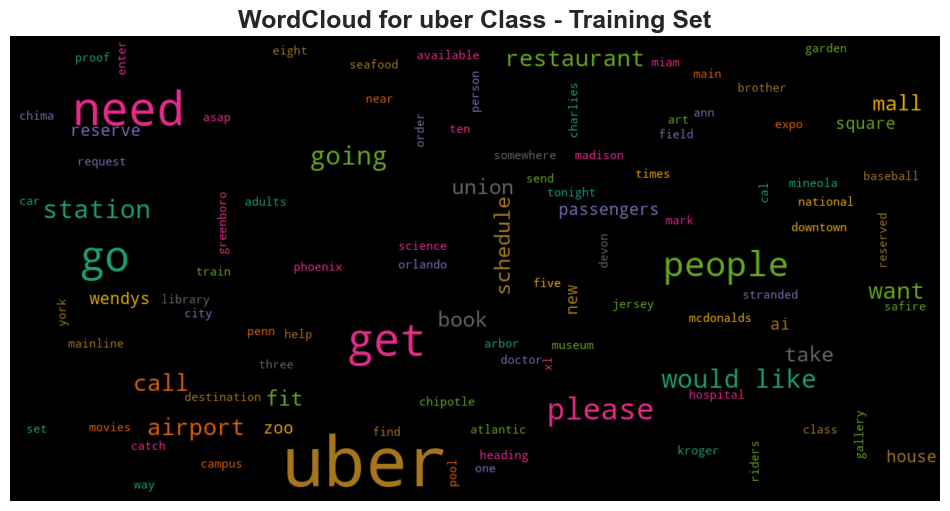 WordCloud for uber Class - Training Set
proof
enter
eight
seafood
available
restaurant
miam
main
garden
brother
person
near
charlies
mall
need
chima
reserve
asap
order
ten
art
ann
field
expo
square
request
going
somewhere
madison
send
times
union
tonight
cal
mineola
baseball
national
car
station
greenboro
adults
schedule
passengers
mark
downtown
reserved
go
train
phoenix
science
orlando
devon
people
wendys
library
city
york
five
new
jersey
stranded
want
safire
mcdonalds
ai
book
get
penn
help
mainline
three
arbor
doctor
museum
xl
take
call
destination
fit
chipotle
would like
hospital
please
set
movies
airport
zoo
find
atlantic
catch
campus
way
uber
pool
heading
one
kroger
riders
class
gallery
house